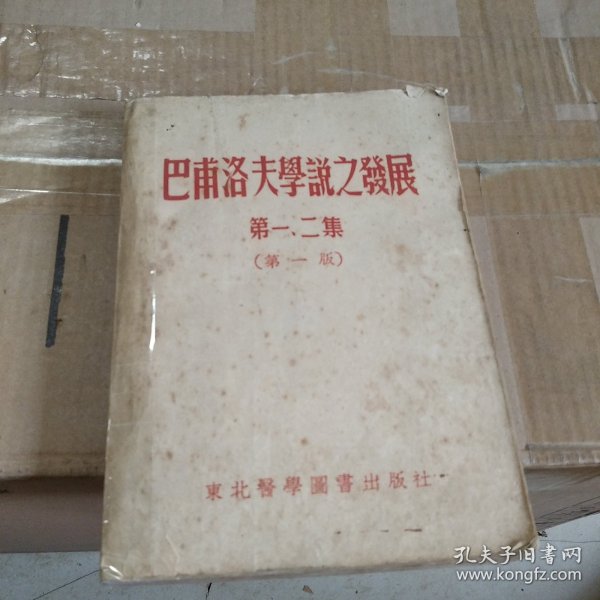 巴甫洛夫學說之發展
第一、二集
(第一版)
東北醫學圖書出版社
孔夫子旧书网
www.kongfz.com